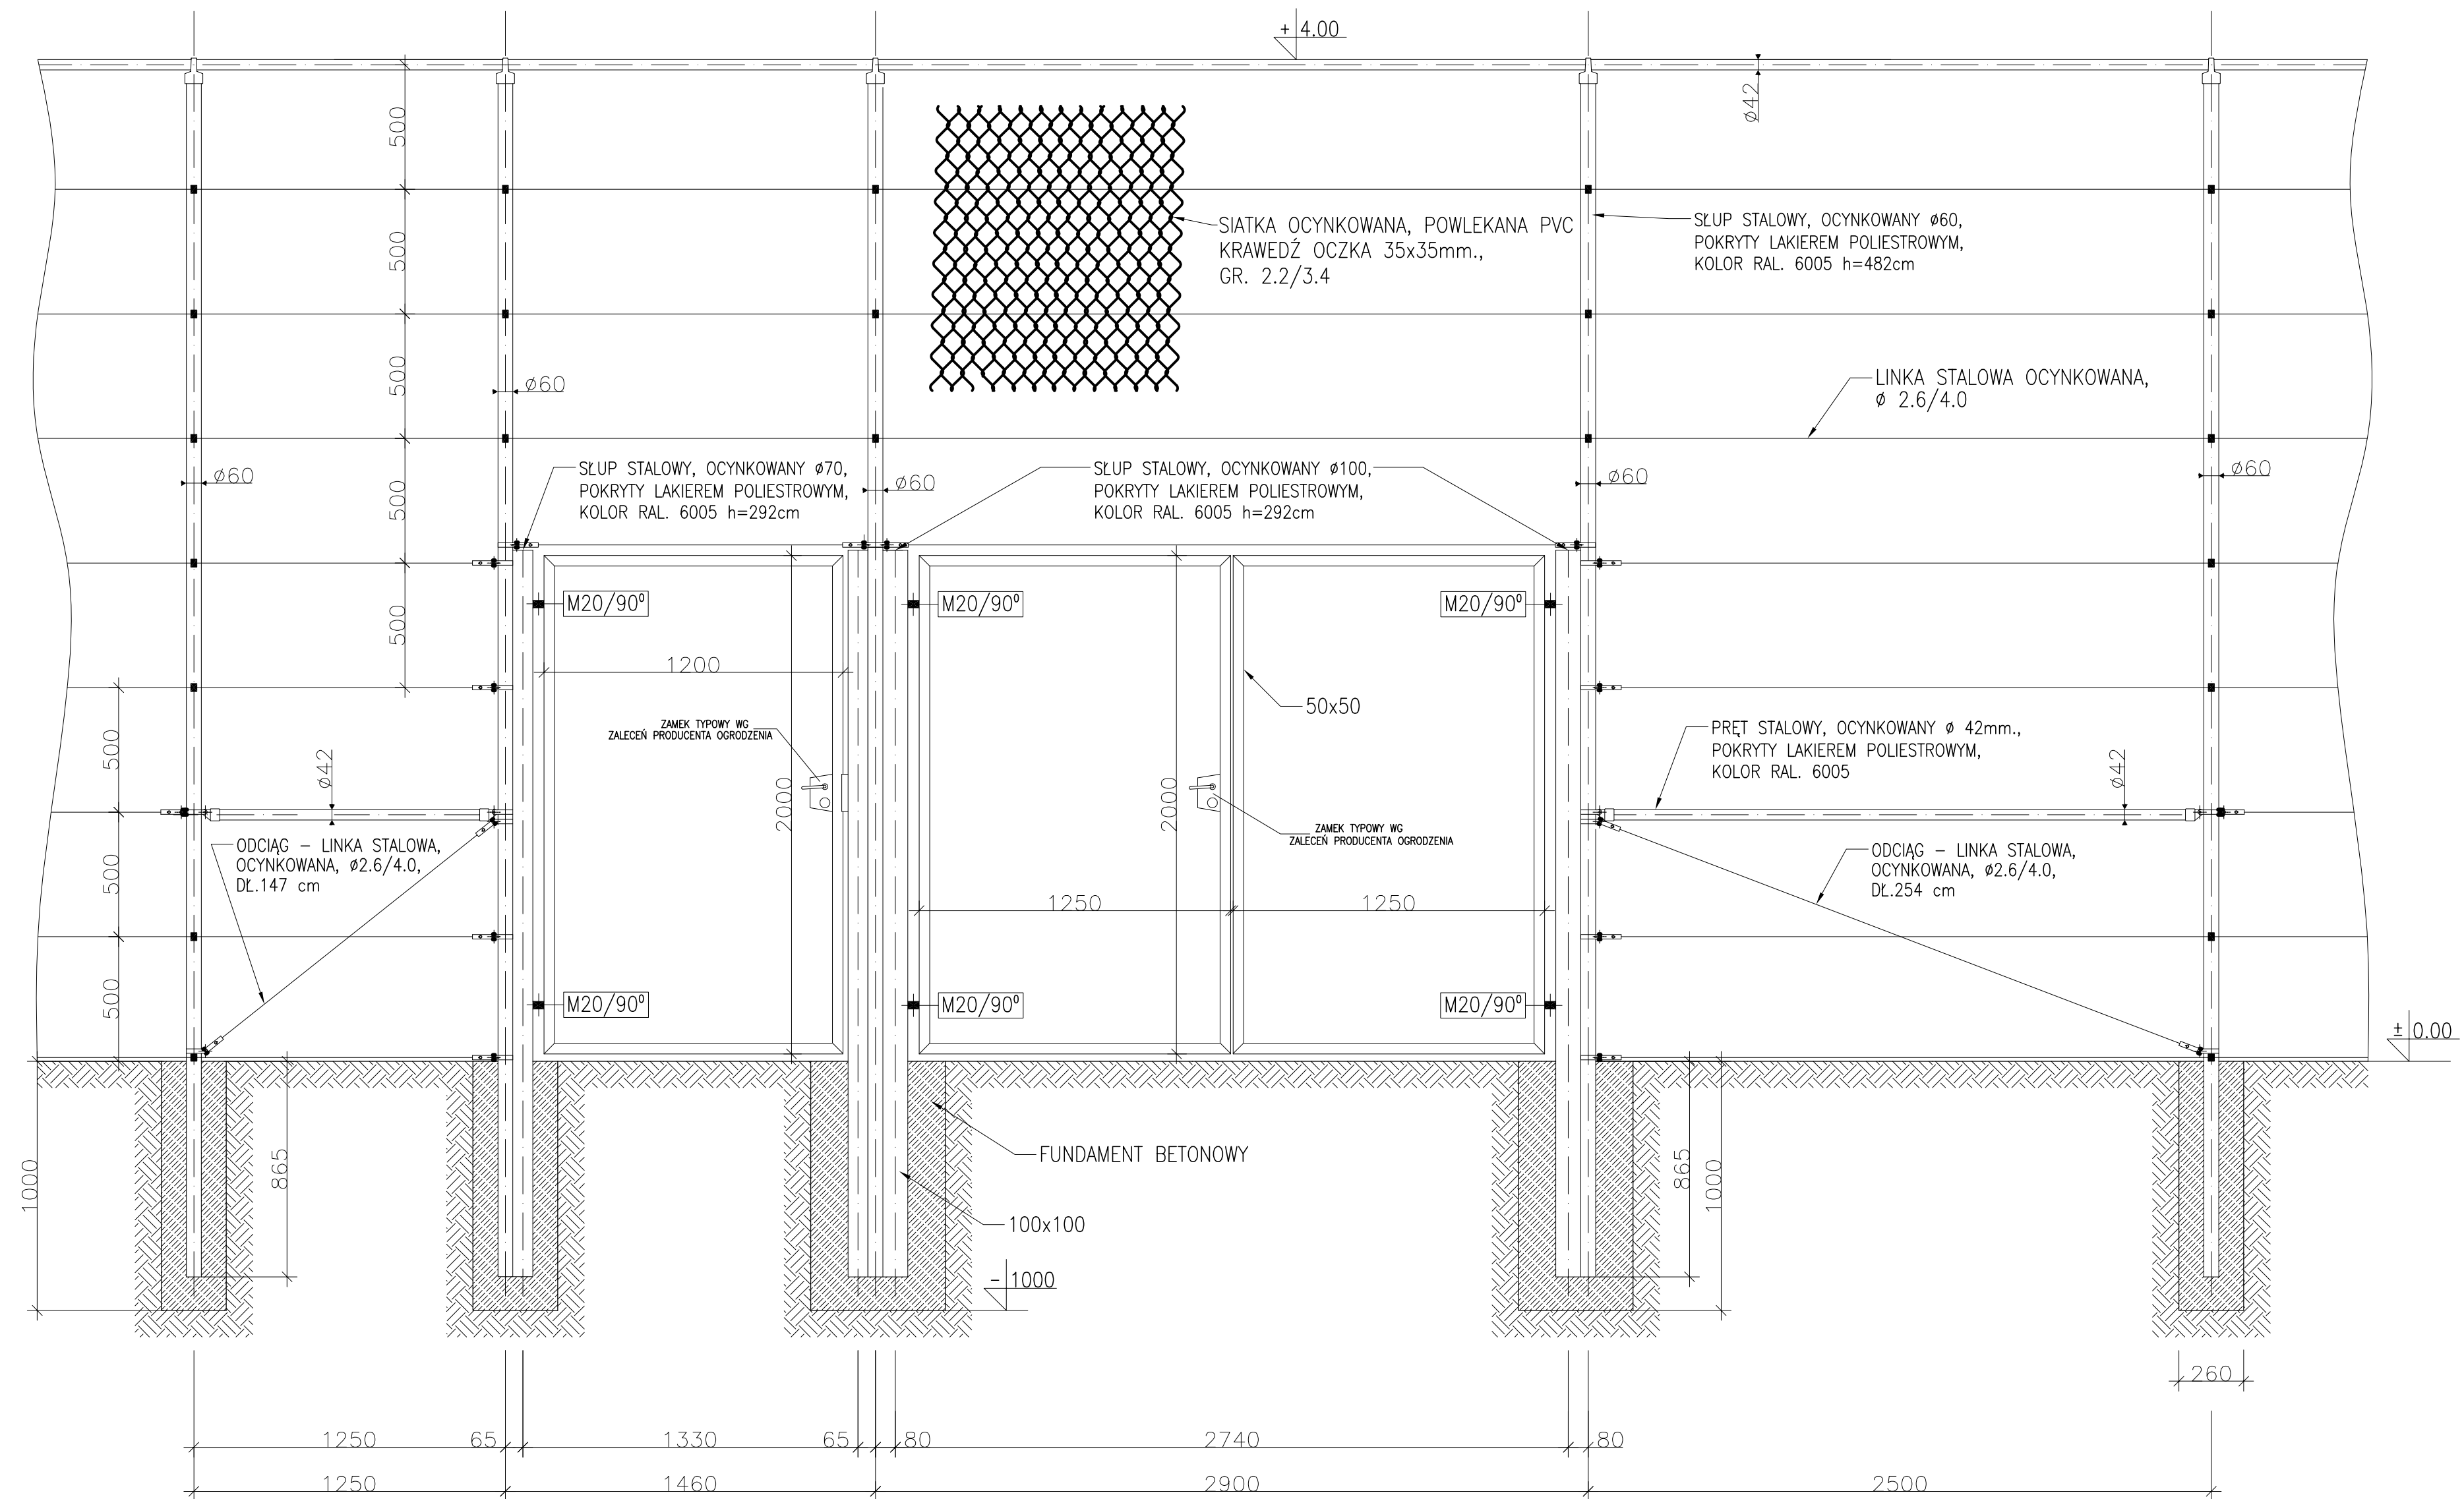 + 4.00
ø42
500
500
500
500
500
SIATKA OCYNKOWANA, POWLEKANA PVC
KRAWEDŹ OCZKA 35x35mm.,
GR. 2.2/3.4
SŁUP STALOWY, OCYNKOWANY ø60,
POKRYTY LAKIEREM POLIESTROWYM,
KOLOR RAL. 6005 h=482cm
ø60
LINKA STALOWA OCYNKOWANA,
ø 2.6/4.0
ø60
SŁUP STALOWY, OCYNKOWANY ø70,
POKRYTY LAKIEREM POLIESTROWYM,
KOLOR RAL. 6005 h=292cm
ø60
SŁUP STALOWY, OCYNKOWANY ø100,
POKRYTY LAKIEREM POLIESTROWYM,
KOLOR RAL. 6005 h=292cm
ø60
ø60
M20/90⁰
M20/90⁰
M20/90⁰
1200
50x50
ZAMEK TYPOWY WG
ZALECEŃ PRODUCENTA OGRODZENIA
PRĘT STALOWY, OCYNKOWANY ø 42mm.,
POKRYTY LAKIEREM POLIESTROWYM,
KOLOR RAL. 6005
500
500
500
ø42
2000
2000
ø42
ZAMEK TYPOWY WG
ZALECEŃ PRODUCENTA OGRODZENIA
ODCIĄG – LINKA STALOWA,
OCYNKOWANA, ø2.6/4.0,
DŁ.147 cm
ODCIĄG – LINKA STALOWA,
OCYNKOWANA, ø2.6/4.0,
DŁ.254 cm
1250
1250
M20/90⁰
M20/90⁰
M20/90⁰
± 0.00
1000
865
FUNDAMENT BETONOWY
100x100
- 1000
865
1000
260
1250
65
1330
65
80
2740
80
1250
1460
2900
2500